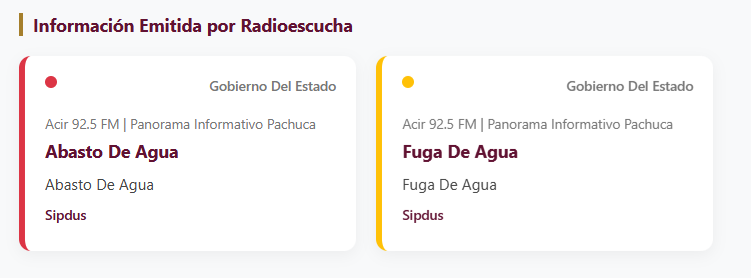 Información Emitida por Radioescucha
Gobierno Del Estado
Acir 92.5 FM | Panorama Informativo Pachuca
Abasto De Agua
Abasto De Agua
Sipdus
Gobierno Del Estado
Acir 92.5 FM | Panorama Informativo Pachuca
Fuga De Agua
Fuga De Agua
Sipdus